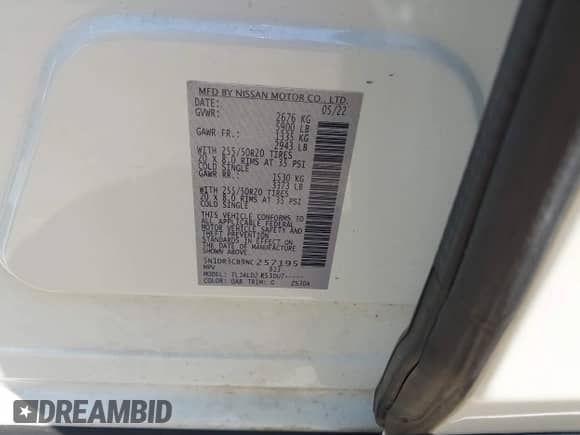 MFD BY NISSAN MOTOR CO., LTD.
DATE: 05/22
GVWR: 2676 KG
5900 LB
GAWR FR.: 1335 KG
2943 LB
WITH 255/50R20 TIRES
20 X 8.0 RIMS AT 35 PSI
COLD SINGLE
GAWR RR.: 1530 KG
3373 LB
WITH 255/50R20 TIRES
20 X 8.0 RIMS AT 35 PSI
COLD SINGLE
THIS VEHICLE CONFORMS TO
ALL APPLICABLE FEDERAL
MOTOR VEHICLE SAFETY AND
THEFT PREVENTION STANDARDS
IN EFFECT ON THE
DATE OF MANUFACTURE
SHOWN ABOVE.
5N1DR3CB9NC257195
MPV
MODEL:
COLOR: QAB TRIM: G
DREAMBID